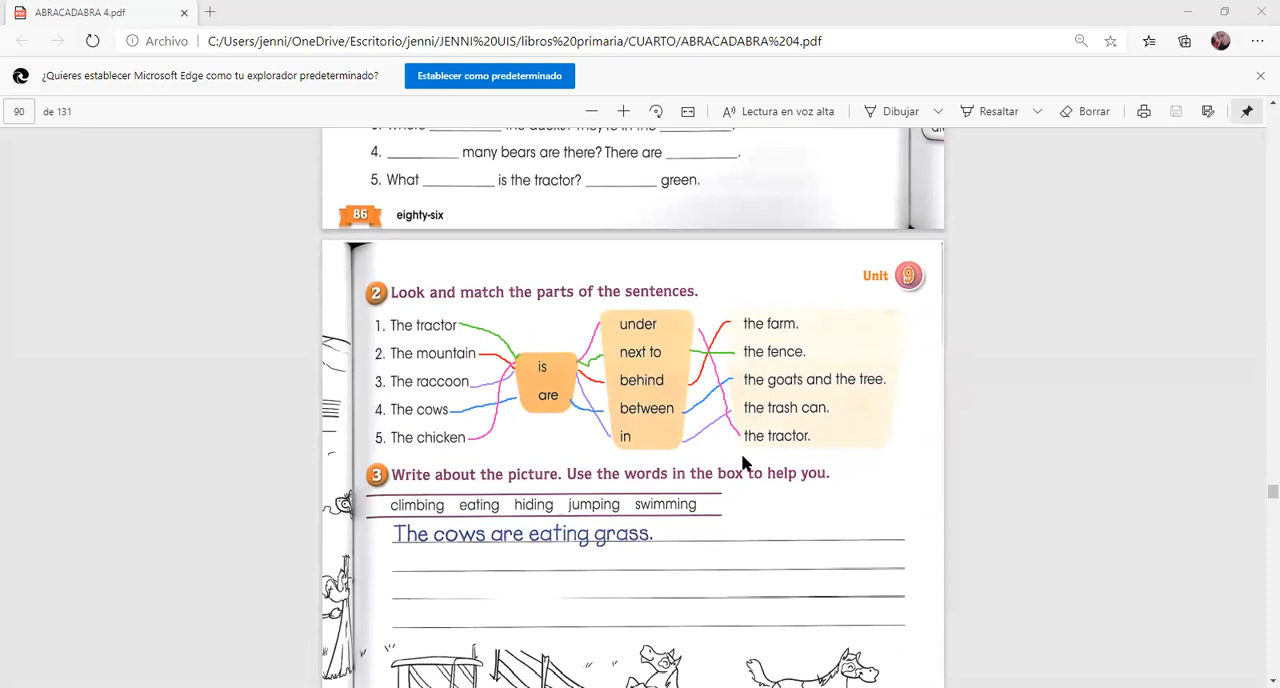 ABRACADABRA 4.pdf
Archivo C:/Users/jenni/OneDrive/Escritorio/jenni/JENNI%20UIS/libros%20primaria/CUARTO/ABRACADABRA%204.pdf
¿Quieres establecer Microsoft Edge como tu explorador predeterminado? Establecer como predeterminado
90 de 131 Lectura en voz alta Dibujar Resaltar Borrar
4. __________ many bears are there? There are __________.
5. What __________ is the tractor? __________ green.
86 eighty-six
Unit 9
2 Look and match the parts of the sentences.
1. The tractor
2. The mountain
3. The raccoon
4. The cows
5. The chicken
is
are
under
next to
behind
between
in
the farm.
the fence.
the goats and the tree.
the trash can.
the tractor.
3 Write about the picture. Use the words in the box to help you.
climbing eating hiding jumping swimming
The cows are eating grass.